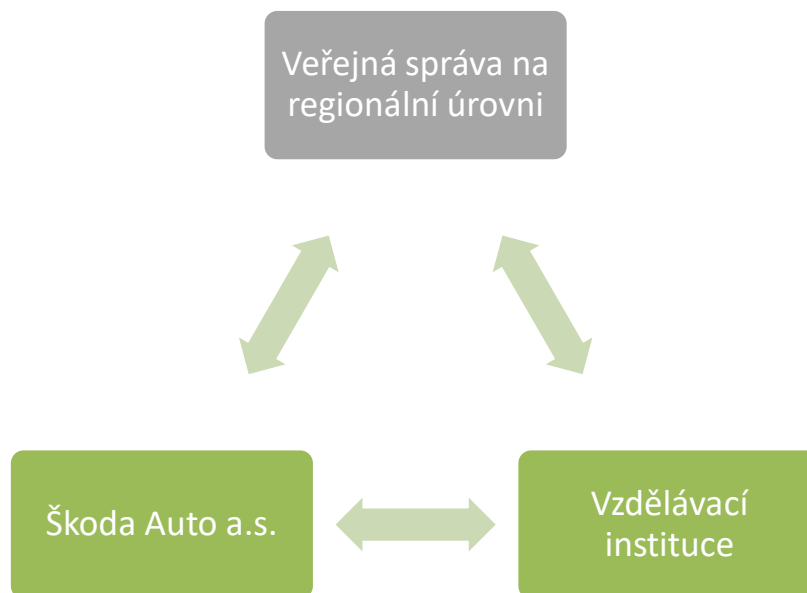 Veřejná správa na
regionální úrovni
Škoda Auto a.s.
Vzdělávací
instituce